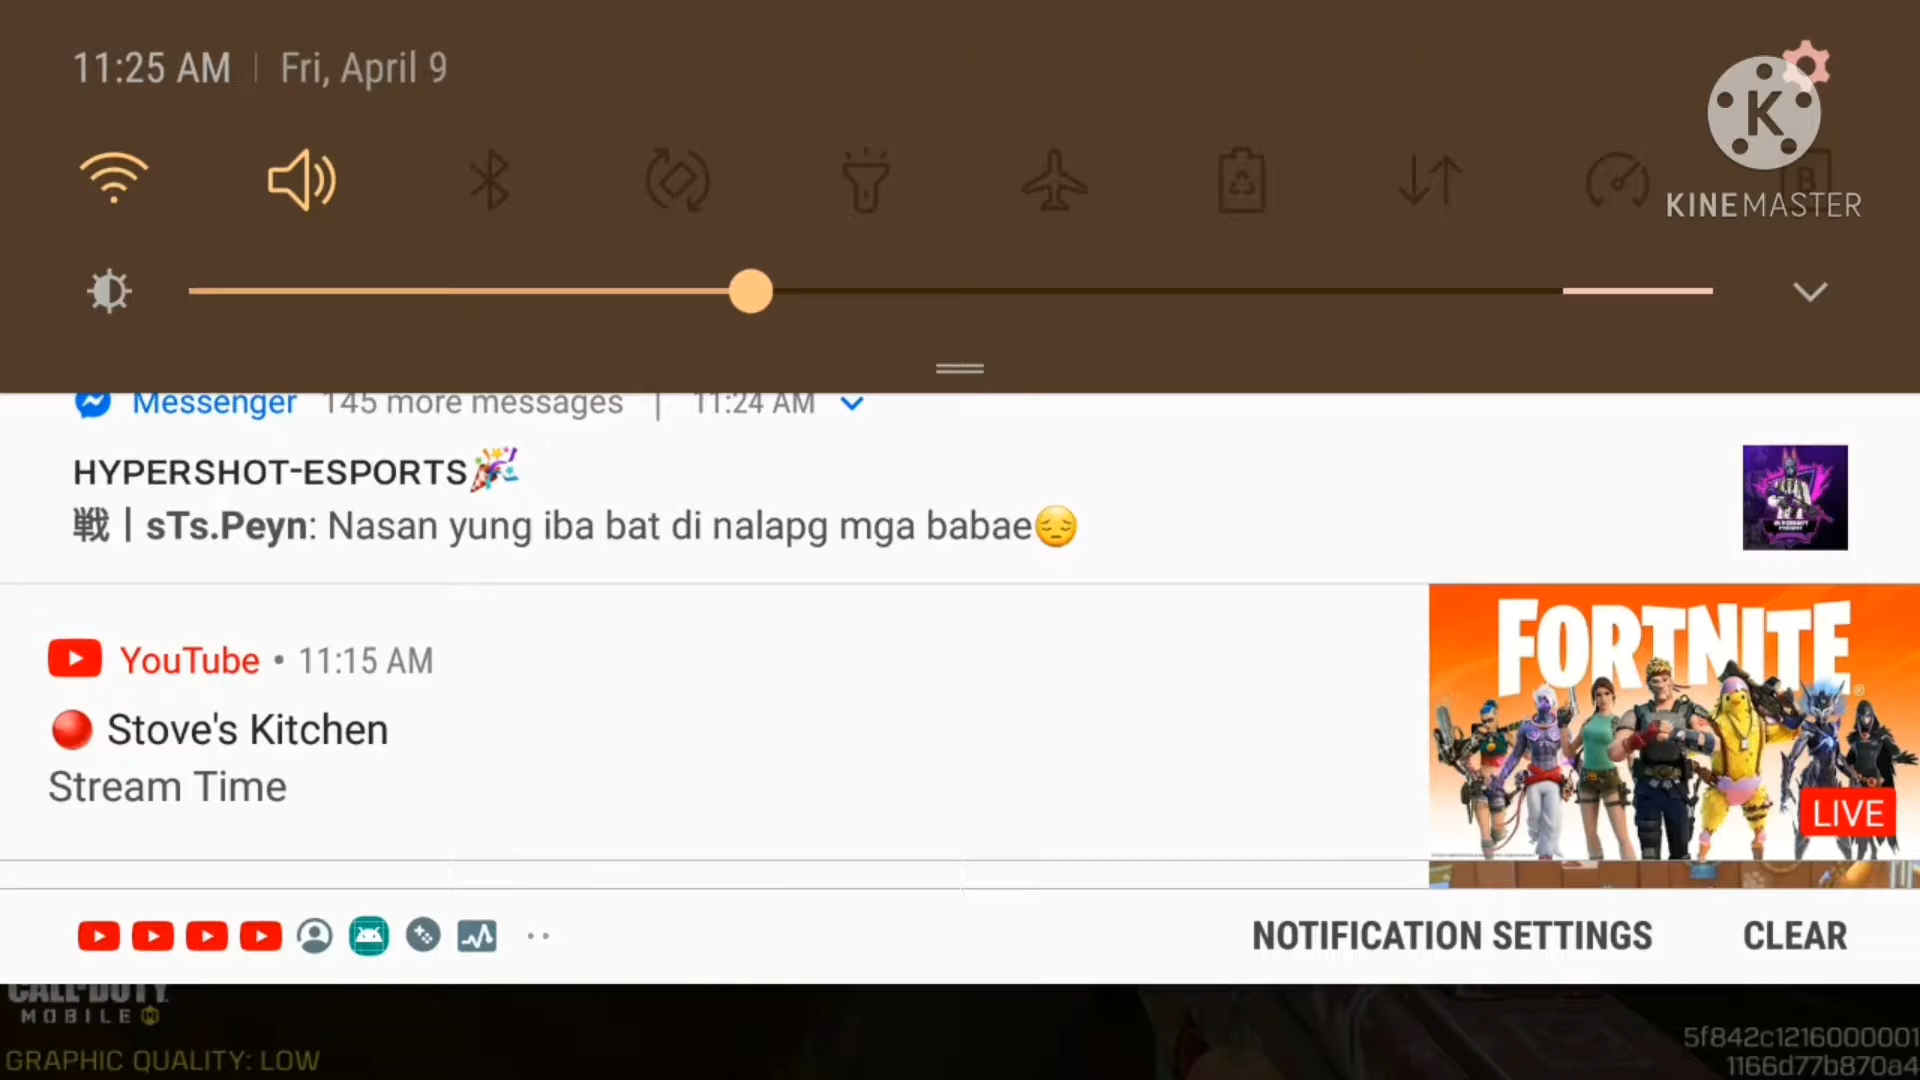 11:25 AM | Fri, April 9
K
B
KINEMASTER
Messenger 145 more messages | 11:24 AM
HYPERSHOT-ESPORTS🎉
戦 | sTs.Peyn: Nasan yung iba bat di nalapg mga babae😔
YouTube • 11:15 AM
🔴 Stove's Kitchen
Stream Time
FORTNITE
LIVE
NOTIFICATION SETTINGS CLEAR
CALL OF DUTY
MOBILE
GRAPHIC QUALITY: LOW
5f842c1216000001
1166d77b870a4